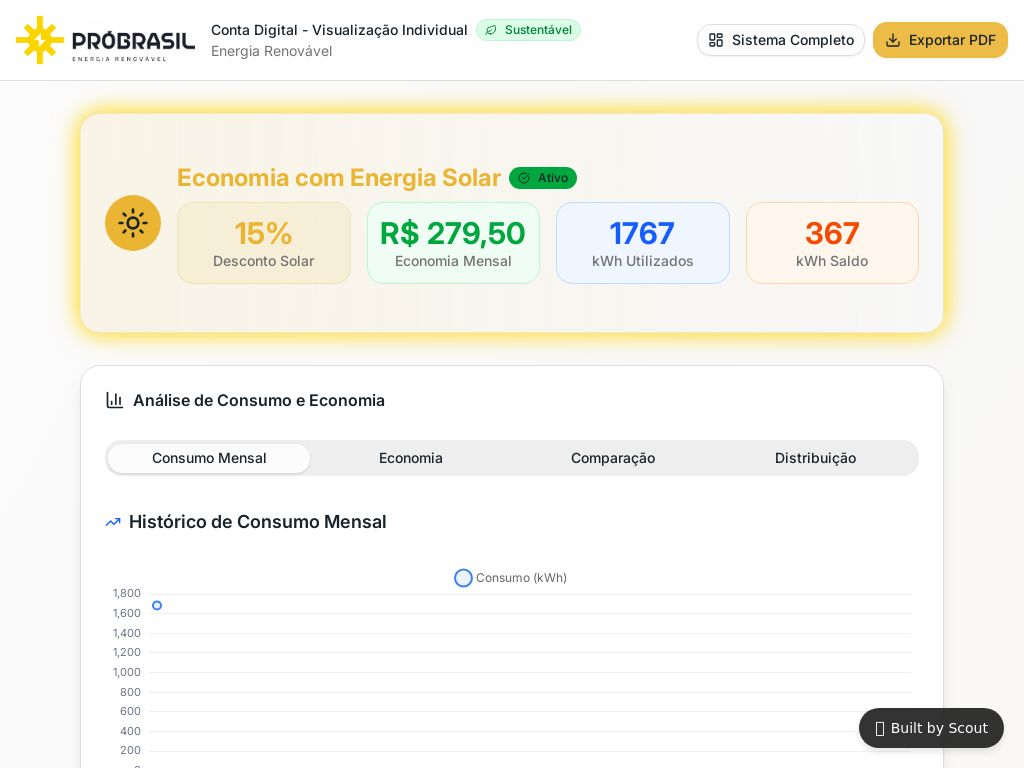 PRÓBRASIL
ENERGIA RENOVÁVEL
Conta Digital - Visualização Individual
Sustentável
Energia Renovável
Sistema Completo
Exportar PDF
Economia com Energia Solar
Ativo
15%
Desconto Solar
R$ 279,50
Economia Mensal
1767
kWh Utilizados
367
kWh Saldo
Análise de Consumo e Economia
Consumo Mensal
Economia
Comparação
Distribuição
Histórico de Consumo Mensal
Consumo (kWh)
1,800
1,600
1,400
1,200
1,000
800
600
400
200
Built by Scout